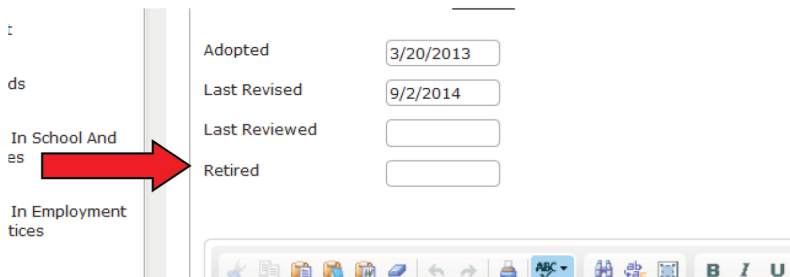 t
ds
In School And
es
In Employment
tices
Adopted 3/20/2013
Last Revised 9/2/2014
Last Reviewed
Retired
ABC B I U